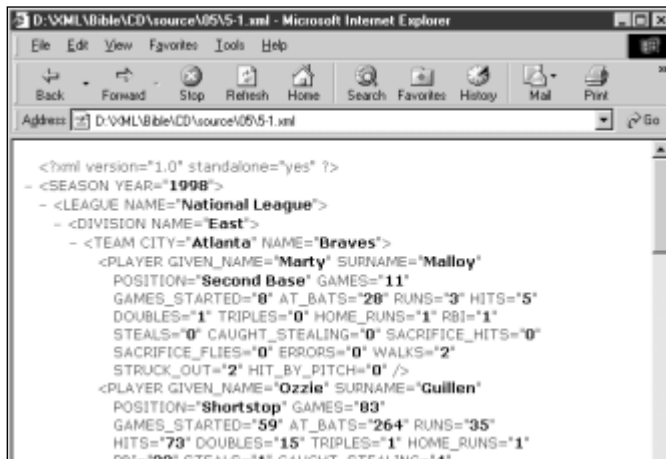 D:\XML\Bible\CD\source\05\5-1.xml - Microsoft Internet Explorer
File Edit View Favorites Tools Help
Back Forward Stop Refresh Home Search Favorites History Mail Print »
Address D:\XML\Bible\CD\source\05\5-1.xml Go
<?xml version="1.0" standalone="yes" ?>
- <SEASON YEAR="1998">
- <LEAGUE NAME="National League">
- <DIVISION NAME="East">
- <TEAM CITY="Atlanta" NAME="Braves">
<PLAYER GIVEN_NAME="Marty" SURNAME="Malloy"
POSITION="Second Base" GAMES="11"
GAMES_STARTED="8" AT_BATS="28" RUNS="3" HITS="5"
DOUBLES="1" TRIPLES="0" HOME_RUNS="1" RBI="1"
STEALS="0" CAUGHT_STEALING="0" SACRIFICE_HITS="0"
SACRIFICE_FLIES="0" ERRORS="0" WALKS="2"
STRUCK_OUT="2" HIT_BY_PITCH="0" />
<PLAYER GIVEN_NAME="Ozzie" SURNAME="Guillen"
POSITION="Shortstop" GAMES="83"
GAMES_STARTED="59" AT_BATS="264" RUNS="35"
HITS="73" DOUBLES="15" TRIPLES="1" HOME_RUNS="1"